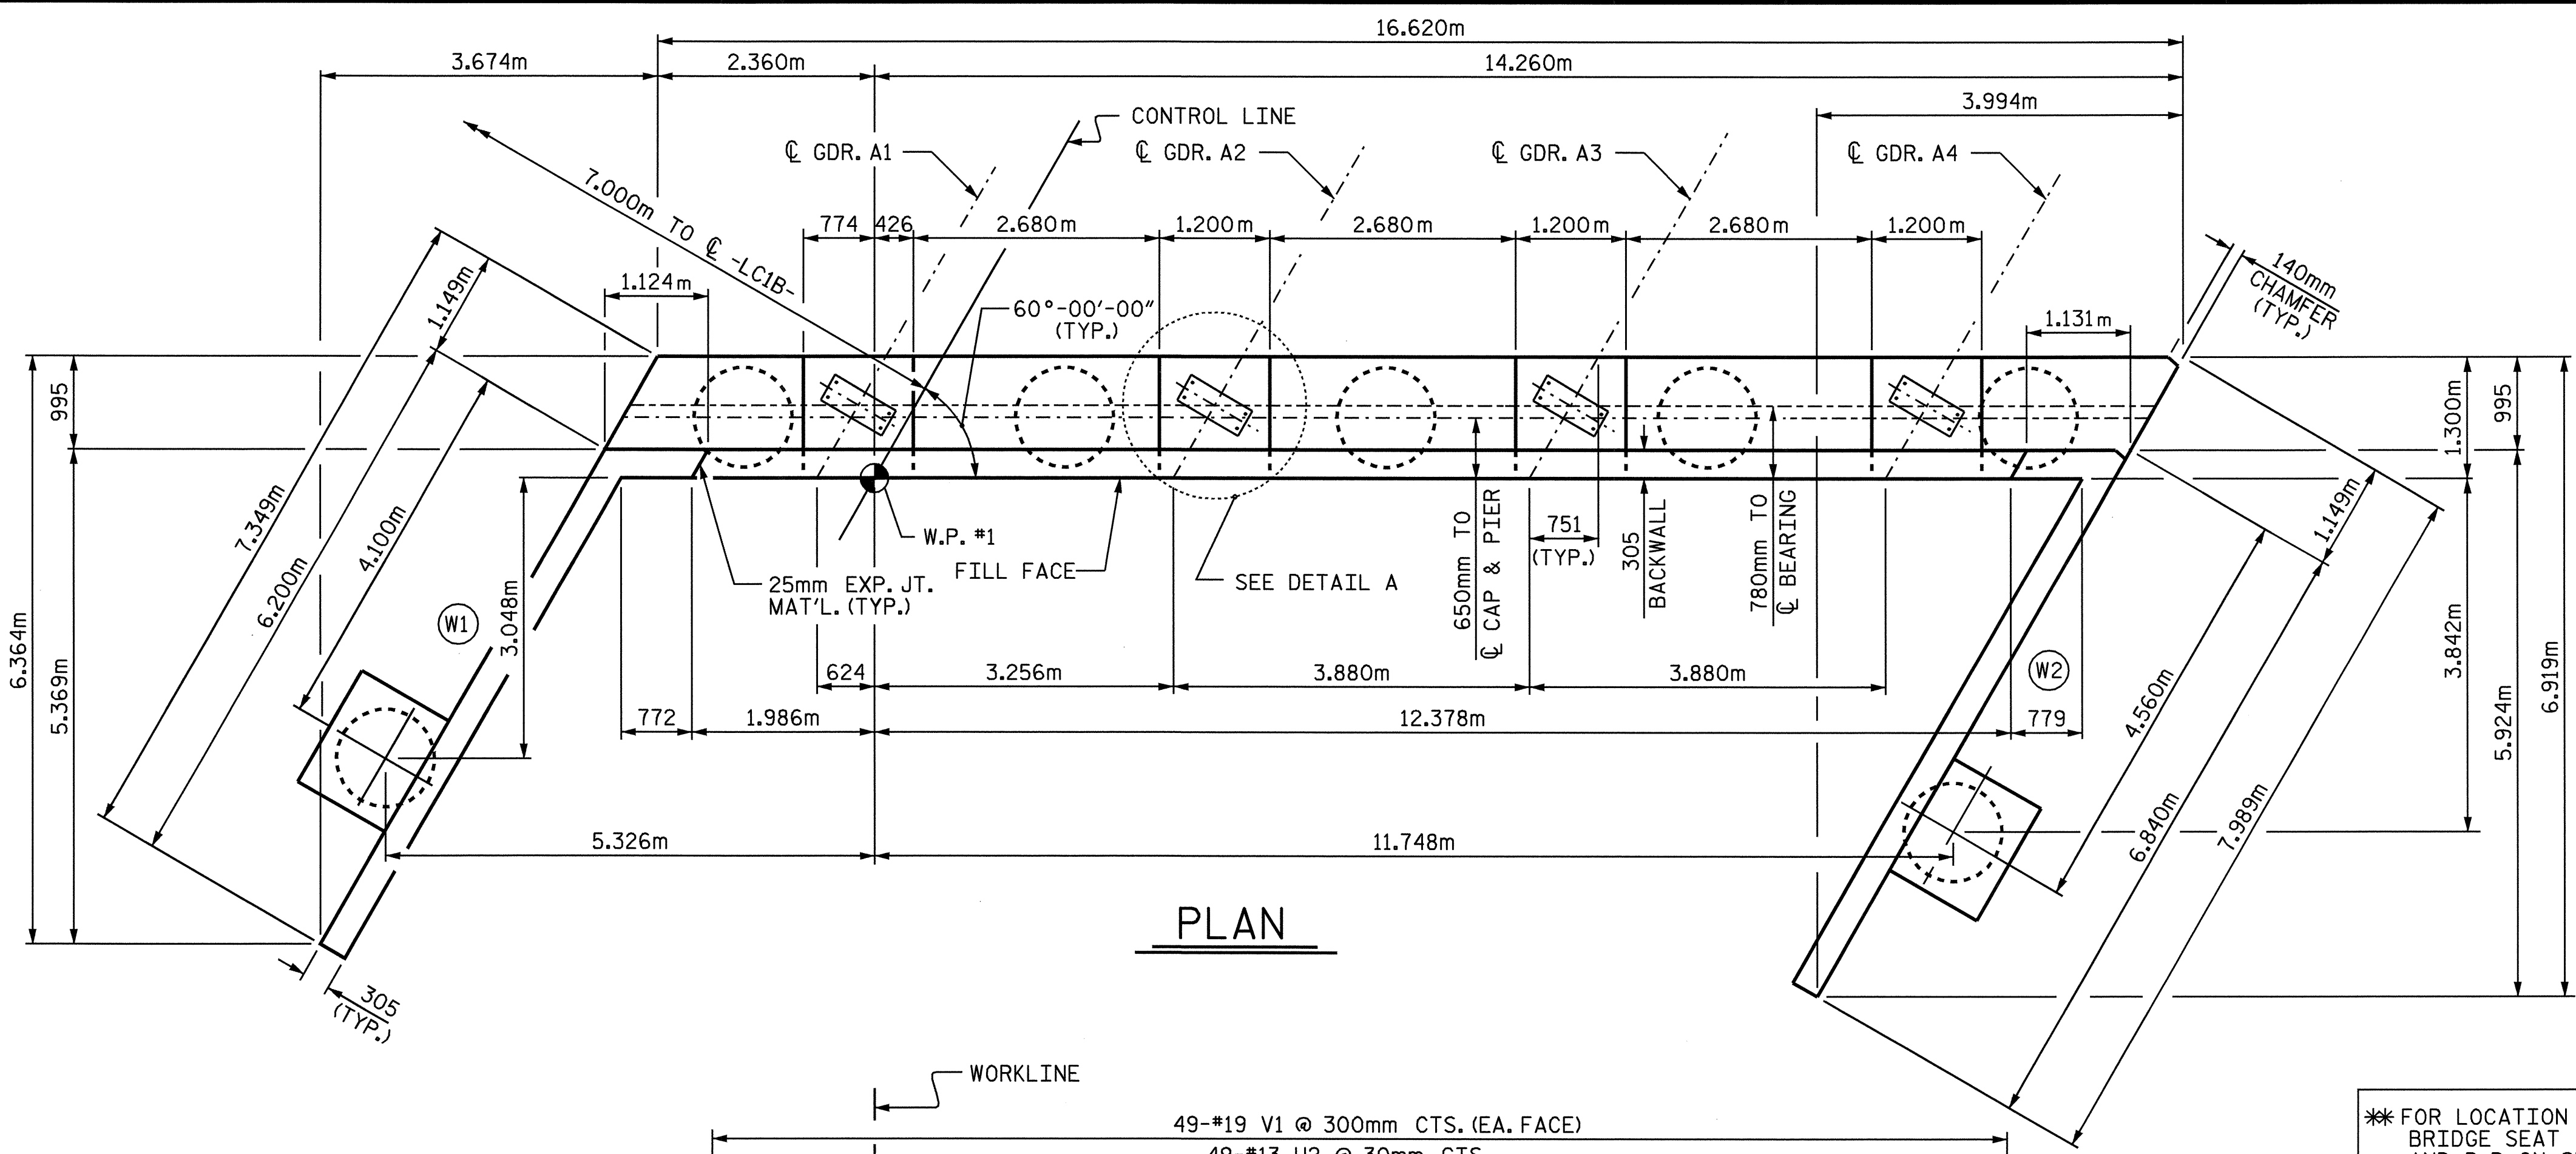 16.620m
3.674m
2.360m
14.260m
3.994m
CONTROL LINE
℄ GDR. A1
℄ GDR. A2
℄ GDR. A3
℄ GDR. A4
7.000m TO ℄ -LC1B-
774
426
2.680m
1.200m
2.680m
1.200m
2.680m
1.200m
140mm
CHAMFER
(TYP.)
1.149m
1.124m
60°-00'-00"
(TYP.)
1.131m
995
1.300m
995
7.349m
6.200m
4.100m
3.048m
W.P. #1
FILL FACE
25mm EXP. JT.
MAT'L. (TYP.)
SEE DETAIL A
650mm TO
℄ CAP & PIER
751
(TYP.)
305
BACKWALL
780mm TO
℄ BEARING
1.149m
W1
W2
6.364m
5.369m
624
3.256m
3.880m
3.880m
772
1.986m
12.378m
779
4.560m
3.842m
5.924m
6.919m
5.326m
11.748m
6.840m
7.989m
PLAN
305
(TYP.)
WORKLINE
49-#19 V1 @ 300mm CTS. (EA. FACE)
** FOR LOCATION
BRIDGE SEAT